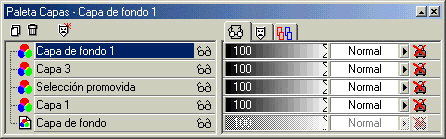 Paleta Capas - Capa de fondo 1
Capa de fondo 1 100 Normal
Capa 3 100 Normal
Selección promovida 100 Normal
Capa 1 100 Normal
Capa de fondo 100 Normal